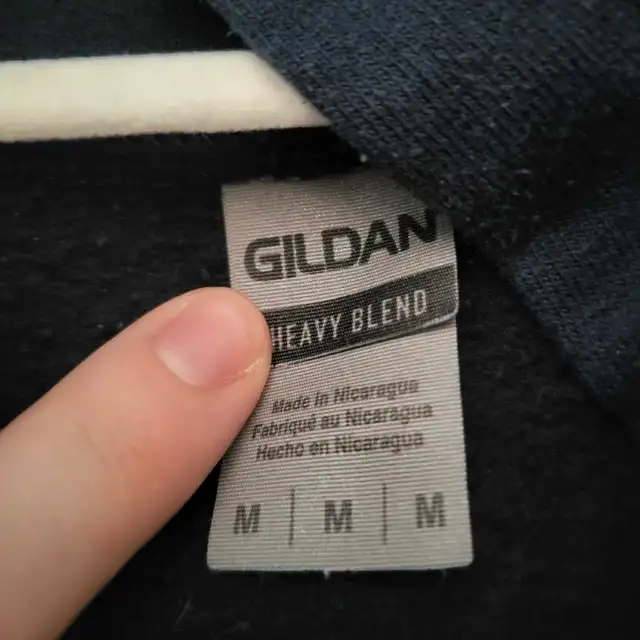 GILDAN
HEAVY BLEND
Made in Nicaragua
Fabriqué au Nicaragua
Hecho en Nicaragua
M | M | M